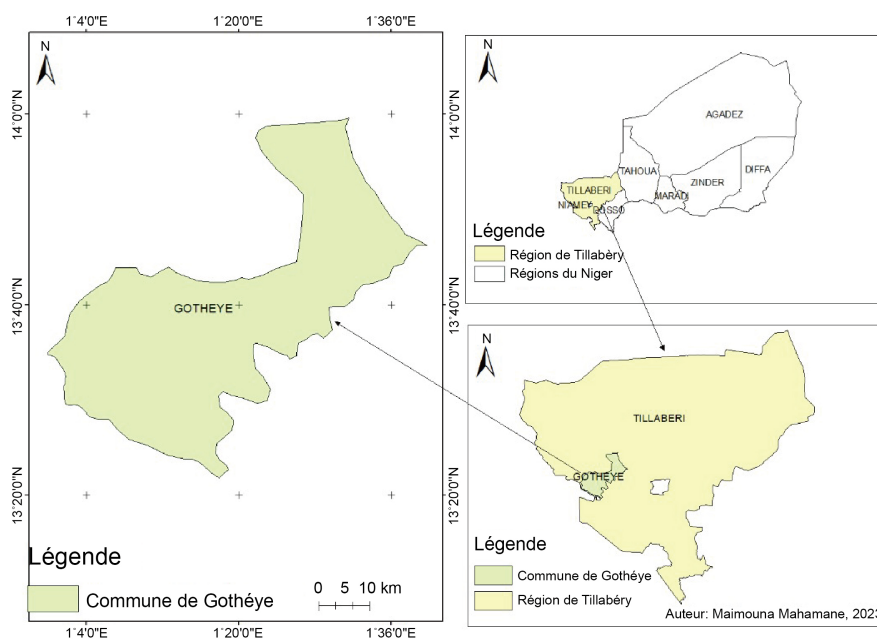 1°4'0"E 1°20'0"E 1°36'0"E
N
14°0'0"N
13°40'0"N
13°20'0"N
GOTHEYE
Légende
Commune de Gothéye
0 5 10 km
1°4'0"E 1°20'0"E 1°36'0"E
14°0'0"N
13°40'0"N
13°20'0"N
N
AGADEZ
TAHOUA
DIFFA
ZINDER
MARADI
TILLABERI
NIAMEY
DOSSO
Légende
Région de Tillabèry
Régions du Niger
N
TILLABERI
GOTHEYE
Légende
Commune de Gothéye
Région de Tillabéry
Auteur: Maimouna Mahamane, 2023